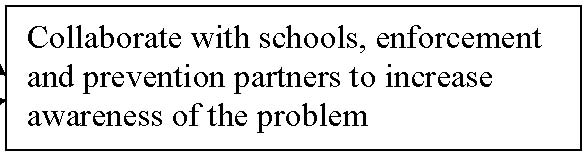 Collaborate with schools, enforcement
and prevention partners to increase
awareness of the problem